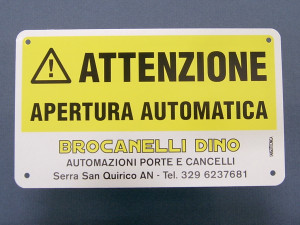 ATTENZIONE
APERTURA AUTOMATICA
BROCANELLI DINO
AUTOMAZIONI PORTE E CANCELLI
Serra San Quirico AN - Tel. 329 6237681